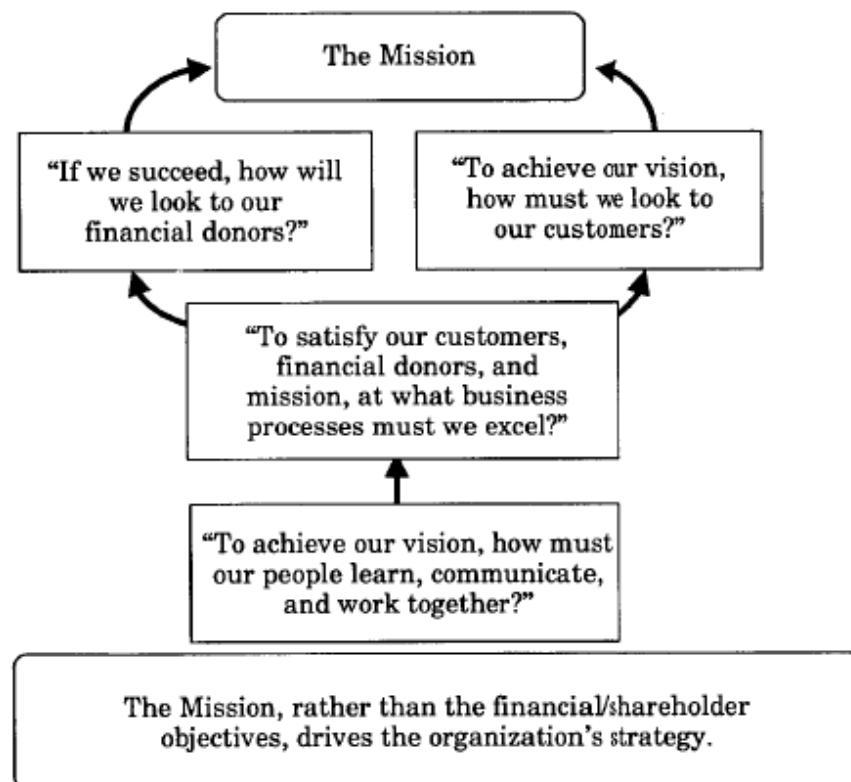 The Mission
“If we succeed, how will
we look to our
financial donors?”
“To achieve our vision,
how must we look to
our customers?”
“To satisfy our customers,
financial donors, and
mission, at what business
processes must we excel?”
“To achieve our vision, how must
our people learn, communicate,
and work together?”
The Mission, rather than the financial/shareholder
objectives, drives the organization’s strategy.